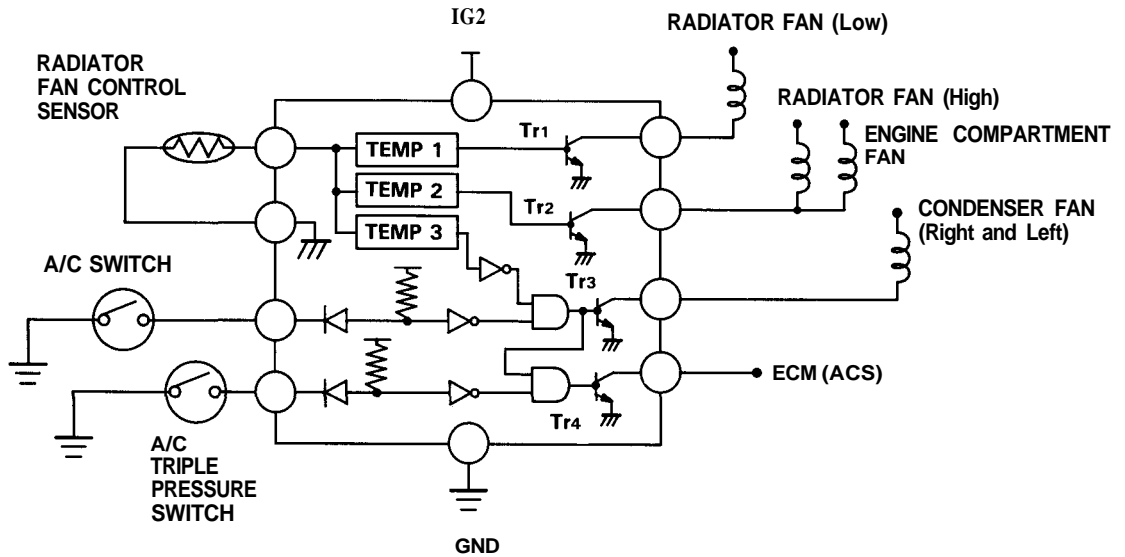 IG2
RADIATOR FAN (Low)
RADIATOR
FAN CONTROL
SENSOR
RADIATOR FAN (High)
ENGINE COMPARTMENT
FAN
Tr1
TEMP 1
TEMP 2
Tr2
TEMP 3
CONDENSER FAN
(Right and Left)
A/C SWITCH
Tr3
ECM (ACS)
Tr4
A/C
TRIPLE
PRESSURE
SWITCH
GND